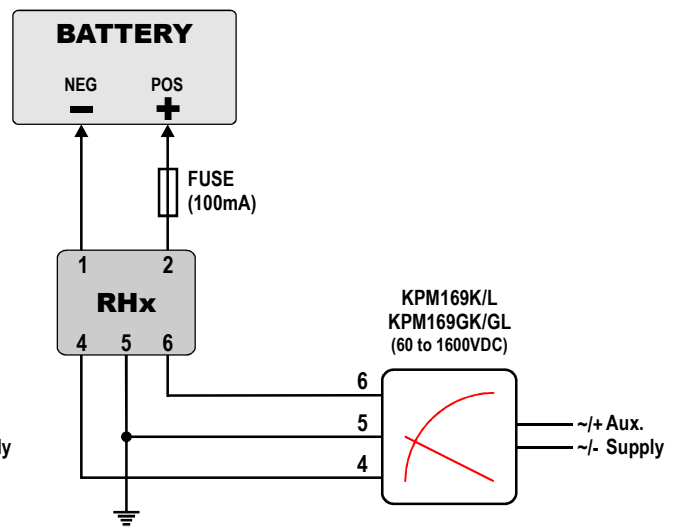 BATTERY
NEG POS
− +
FUSE
(100mA)
1 2
RHx
4 5 6
KPM169K/L
KPM169GK/GL
(60 to 1600VDC)
6
5
4
~/+ Aux.
~/- Supply
ly